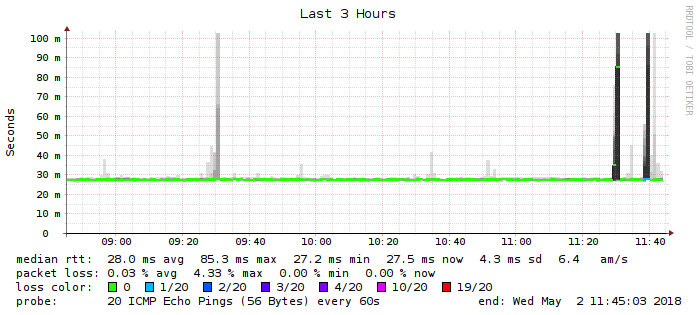 Last 3 Hours
RRDTOOL / TOBI OETIKER
Seconds
100 m
90 m
80 m
70 m
60 m
50 m
40 m
30 m
20 m
10 m
0
09:00 09:20 09:40 10:00 10:20 10:40 11:00 11:20 11:40
median rtt: 28.0 ms avg 85.3 ms max 27.2 ms min 27.5 ms now 4.3 ms sd 6.4 am/s
packet loss: 0.03 % avg 4.33 % max 0.00 % min 0.00 % now
loss color: 0 1/20 2/20 3/20 4/20 10/20 19/20
probe: 20 ICMP Echo Pings (56 Bytes) every 60s end: Wed May 2 11:45:03 2018